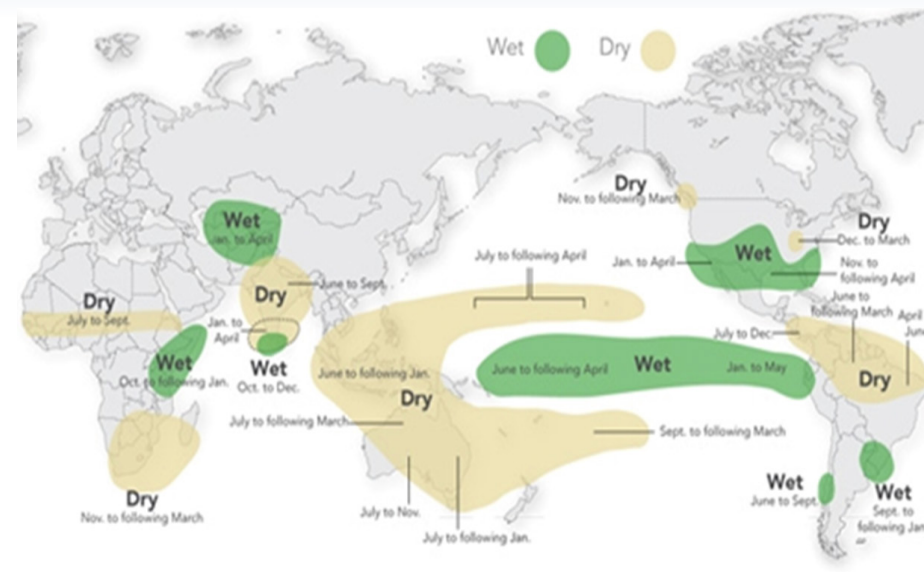 Wet
Dry
Wet
Jan. to April
Dry
Nov. to following March
Dry
Dec. to March
Wet
Jan. to April
Nov. to
following April
July to following April
Dry
June to Sept.
Dry
July to Sept.
Jan. to
April
June to
following March
April
July to Dec.
Wet
Oct. to following Jan.
Wet
Oct. to Dec.
June to following Jan.
Dry
June to following April
Wet
Jan. to May
Dry
July to following March
Sept. to following March
Dry
Nov. to following March
July to Nov.
July to following Jan.
Wet
June to Sept.
Wet
Sept. to
following Jan